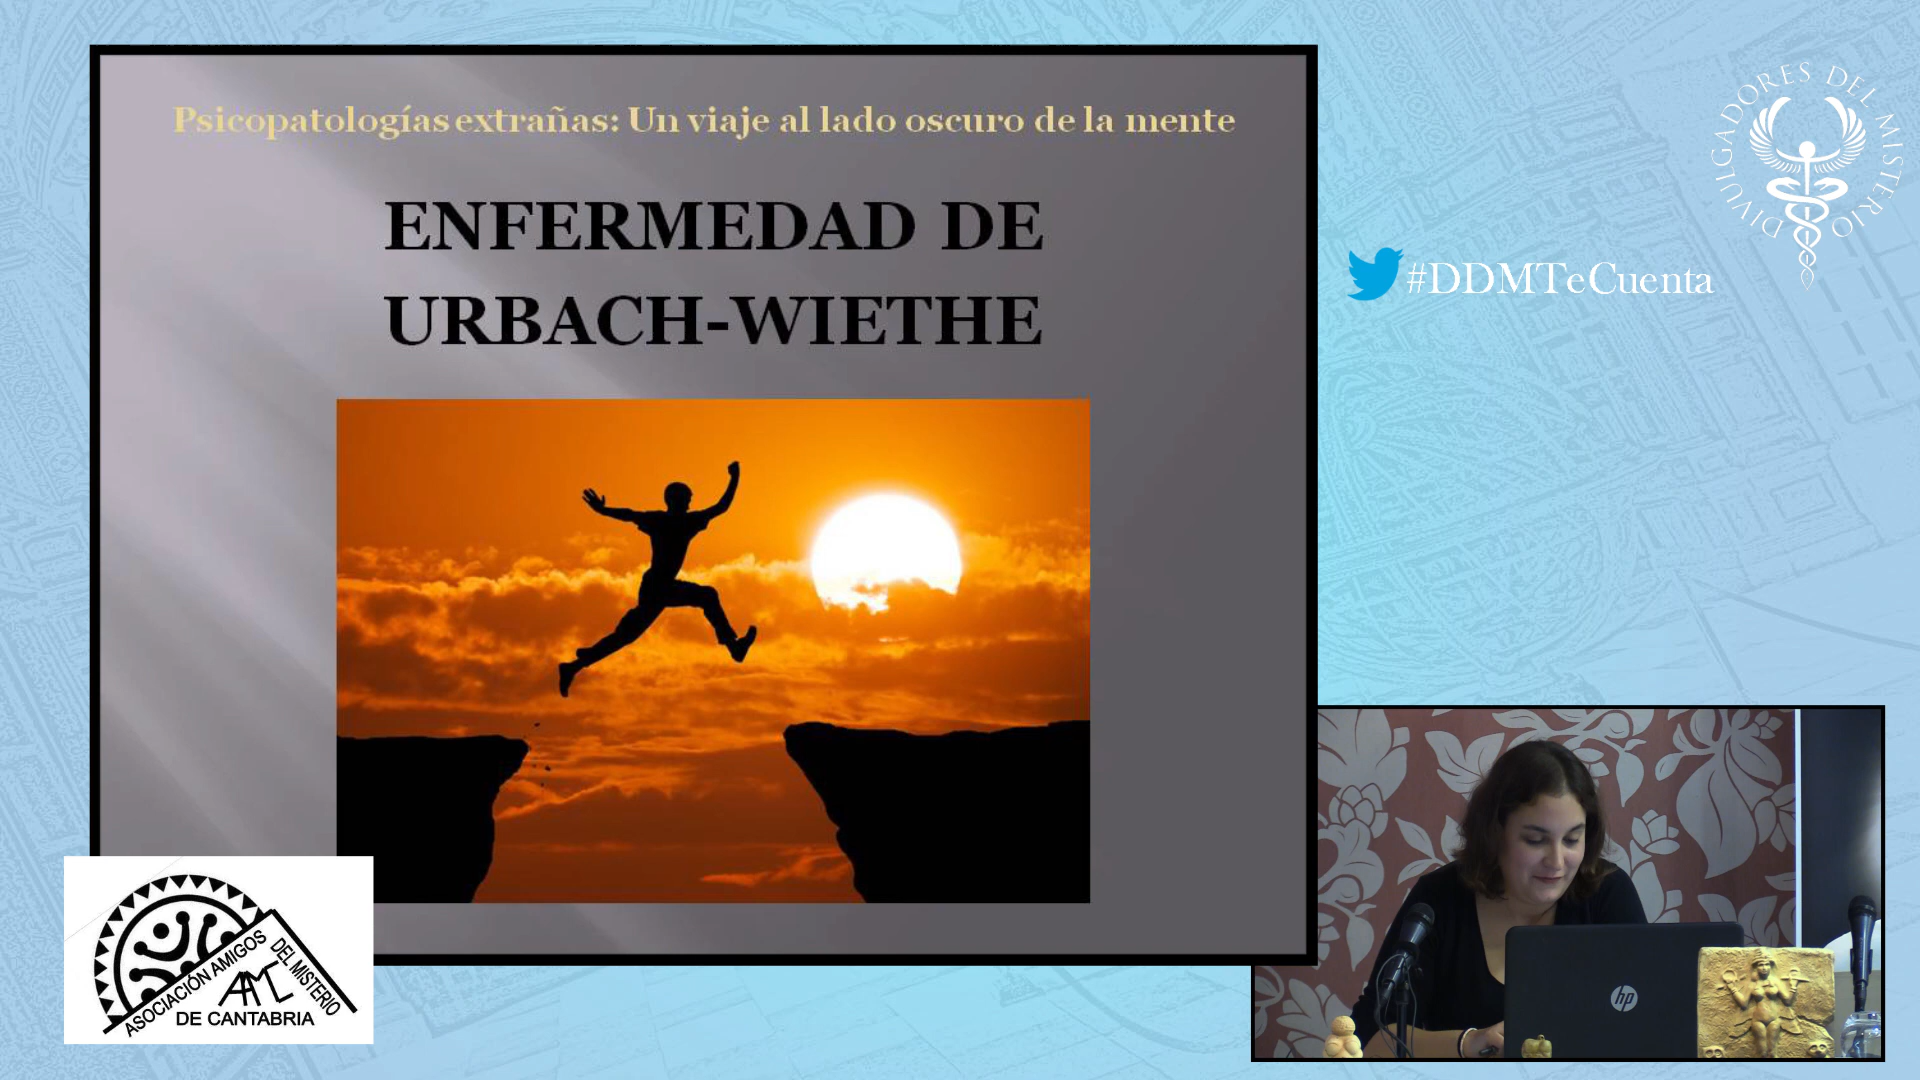 Psicopatologías extrañas: Un viaje al lado oscuro de la mente
ENFERMEDAD DE
URBACH-WIETHE
DIVULGADORES DEL MISTERIO
#DDMTeCuenta
ASOCIACIÓN AMIGOS DEL MISTERIO
AMC
DE CANTABRIA
hp